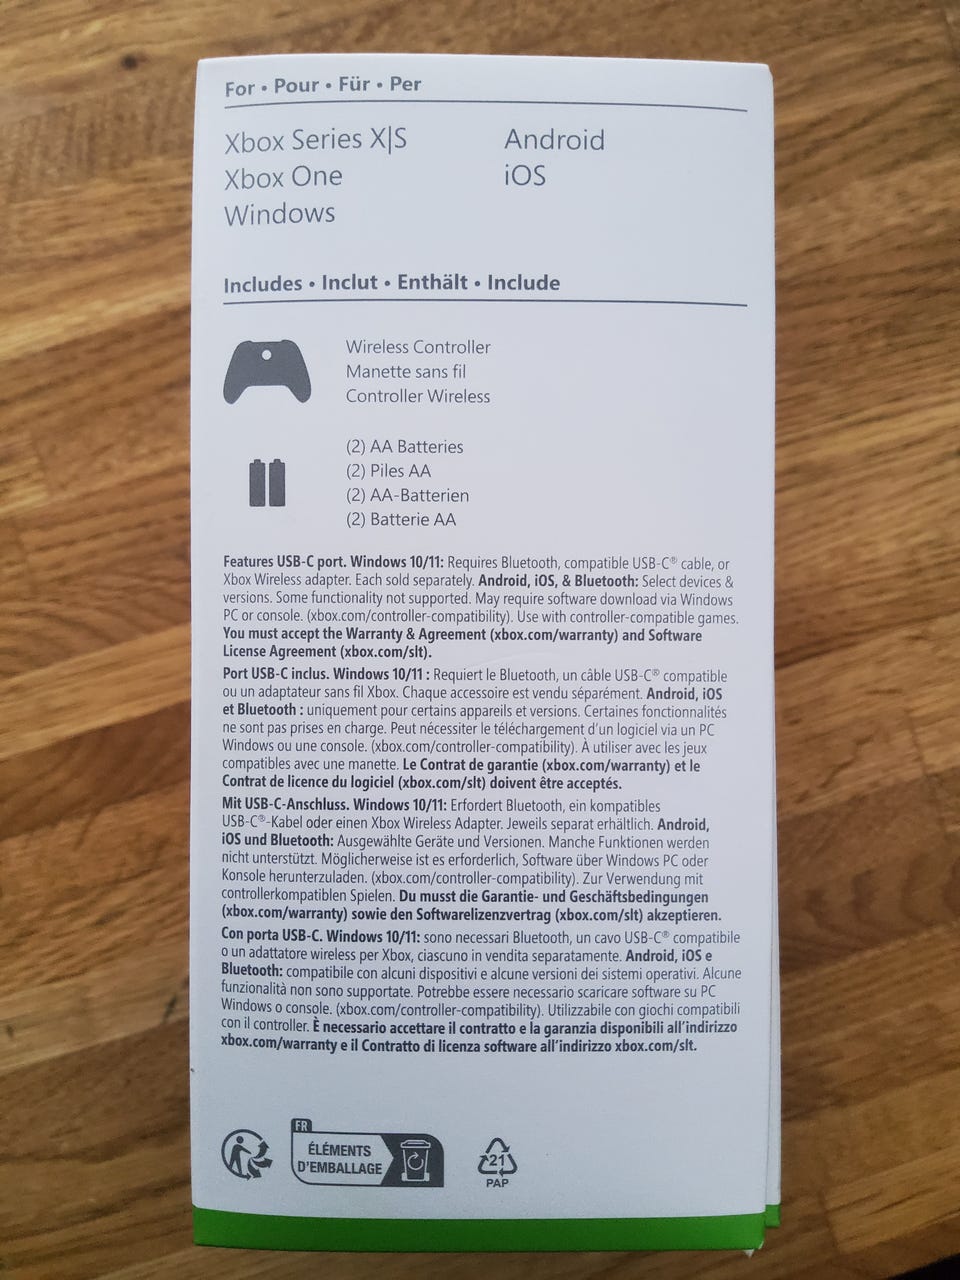 For • Pour • Für • Per
Xbox Series X|S
Xbox One
Windows
Android
iOS
Includes • Inclut • Enthält • Include
Wireless Controller
Manette sans fil
Controller Wireless
(2) AA Batteries
(2) Piles AA
(2) AA-Batterien
(2) Batterie AA
Features USB-C port. Windows 10/11: Requires Bluetooth, compatible USB-C® cable, or
Xbox Wireless adapter. Each sold separately. Android, iOS, & Bluetooth: Select devices &
versions. Some functionality not supported. May require software download via Windows
PC or console. (xbox.com/controller-compatibility). Use with controller-compatible games.
You must accept the Warranty & Agreement (xbox.com/warranty) and Software
License Agreement (xbox.com/slt).
Port USB-C inclus. Windows 10/11 : Requiert le Bluetooth, un câble USB-C® compatible
ou un adaptateur sans fil Xbox. Chaque accessoire est vendu séparément. Android, iOS
et Bluetooth : uniquement pour certains appareils et versions. Certaines fonctionnalités
ne sont pas prises en charge. Peut nécessiter le téléchargement d'un logiciel via un PC
Windows ou une console. (xbox.com/controller-compatibility). À utiliser avec les jeux
compatibles avec une manette. Le Contrat de garantie (xbox.com/warranty) et le
Contrat de licence du logiciel (xbox.com/slt) doivent être acceptés.
Mit USB-C-Anschluss. Windows 10/11: Erfordert Bluetooth, ein kompatibles
USB-C®-Kabel oder einen Xbox Wireless Adapter. Jeweils separat erhältlich. Android,
iOS und Bluetooth: Ausgewählte Geräte und Versionen. Manche Funktionen werden
nicht unterstützt. Möglicherweise ist es erforderlich, Software über Windows PC oder
Konsole herunterzuladen. (xbox.com/controller-compatibility). Zur Verwendung mit
controllerkompatiblen Spielen. Du musst die Garantie- und Geschäftsbedingungen
(xbox.com/warranty) sowie den Softwarelizenzvertrag (xbox.com/slt) akzeptieren.
Con porta USB-C. Windows 10/11: sono necessari Bluetooth, un cavo USB-C® compatibile
o un adattatore wireless per Xbox, ciascuno in vendita separatamente. Android, iOS e
Bluetooth: compatibile con alcuni dispositivi e alcune versioni dei sistemi operativi. Alcune
funzionalità non sono supportate. Potrebbe essere necessario scaricare software su PC
Windows o console. (xbox.com/controller-compatibility). Utilizzabile con giochi compatibili
con il controller. È necessario accettare il contratto e la garanzia disponibili all'indirizzo
xbox.com/warranty e il Contratto di licenza software all'indirizzo xbox.com/slt.
FR
ÉLÉMENTS
D'EMBALLAGE
21
PAP